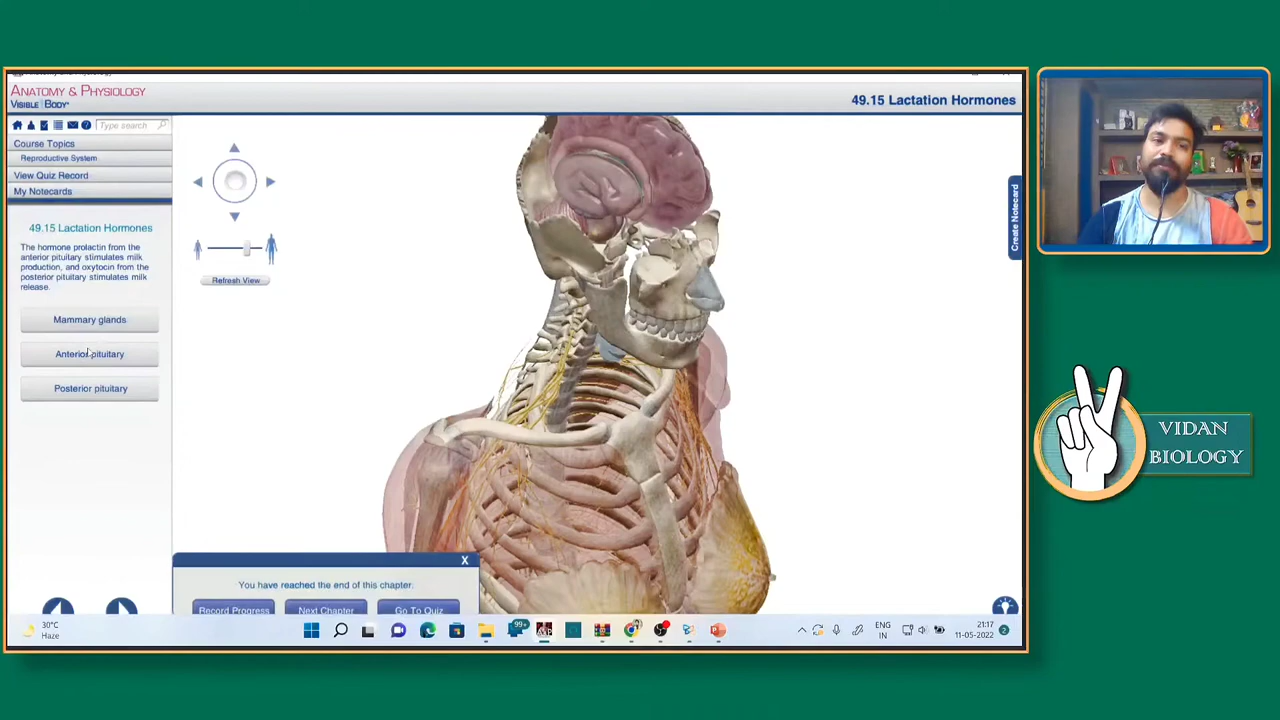 ANATOMY & PHYSIOLOGY
VISIBLE BODY
49.15 Lactation Hormones
Type search
Course Topics
Reproductive System
View Quiz Record
My Notecards
49.15 Lactation Hormones
The hormone prolactin from the
anterior pituitary stimulates milk
production, and oxytocin from the
posterior pituitary stimulates milk
release.
Mammary glands
Anterior pituitary
Posterior pituitary
Refresh View
Create Notecard
X
You have reached the end of this chapter.
Record Progress
Next Chapter
Go To Quiz
VIDAN
BIOLOGY
30°C
Haze
99+
ENG
IN
21:17
11-05-2022
2